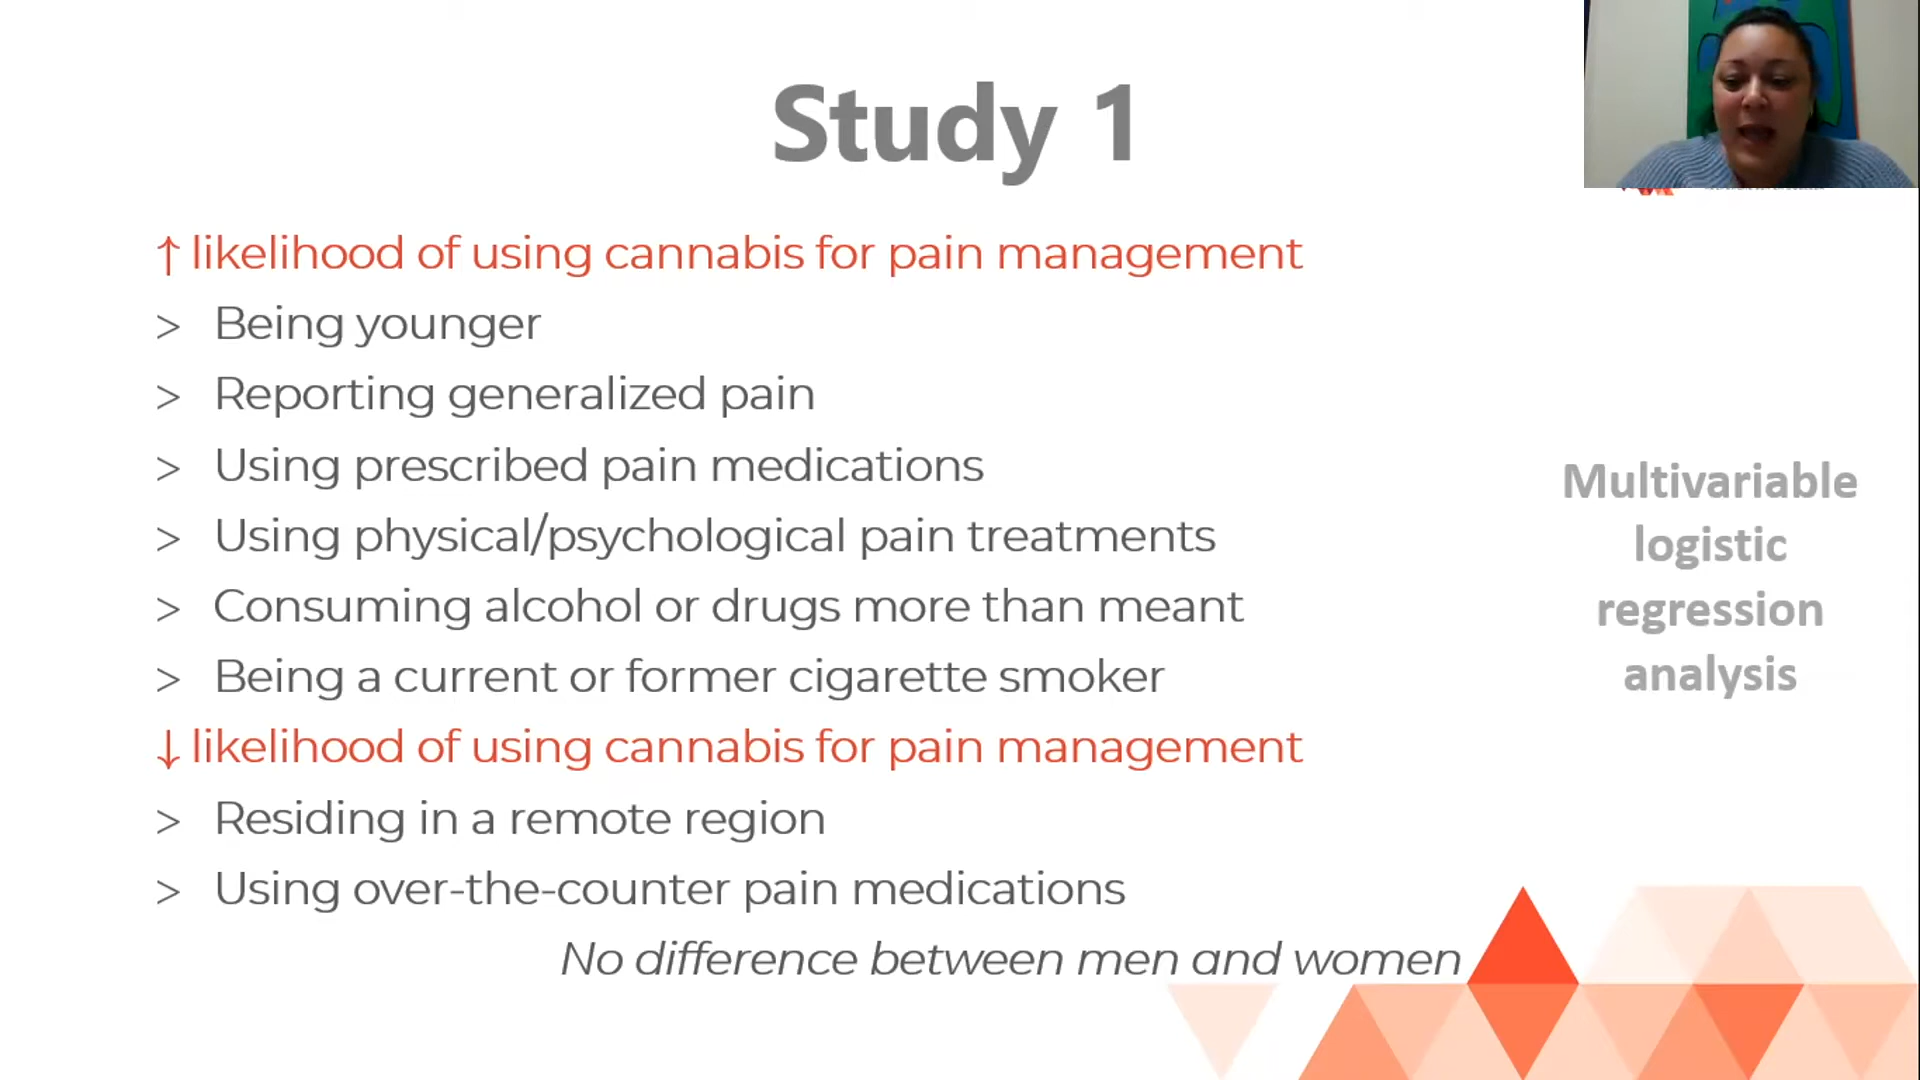 Study 1
↑ likelihood of using cannabis for pain management
> Being younger
> Reporting generalized pain
> Using prescribed pain medications
> Using physical/psychological pain treatments
> Consuming alcohol or drugs more than meant
> Being a current or former cigarette smoker
↓ likelihood of using cannabis for pain management
> Residing in a remote region
> Using over-the-counter pain medications
No difference between men and women
Multivariable
logistic
regression
analysis